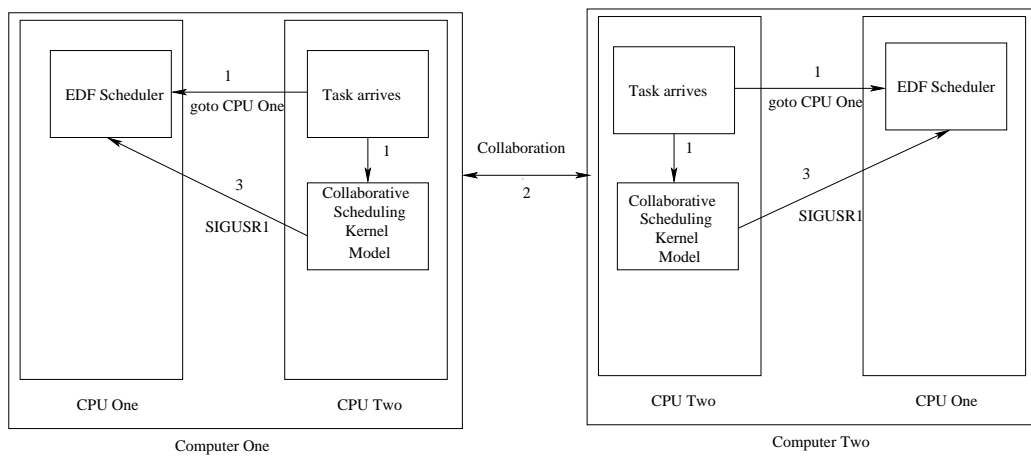 EDF Scheduler
1
goto CPU One
Task arrives
1
3
SIGUSR1
Collaborative
Scheduling
Kernel
Model
CPU One
CPU Two
Computer One
Collaboration
2
Task arrives
1
goto CPU One
EDF Scheduler
1
Collaborative
Scheduling
Kernel
Model
3
SIGUSR1
CPU Two
CPU One
Computer Two